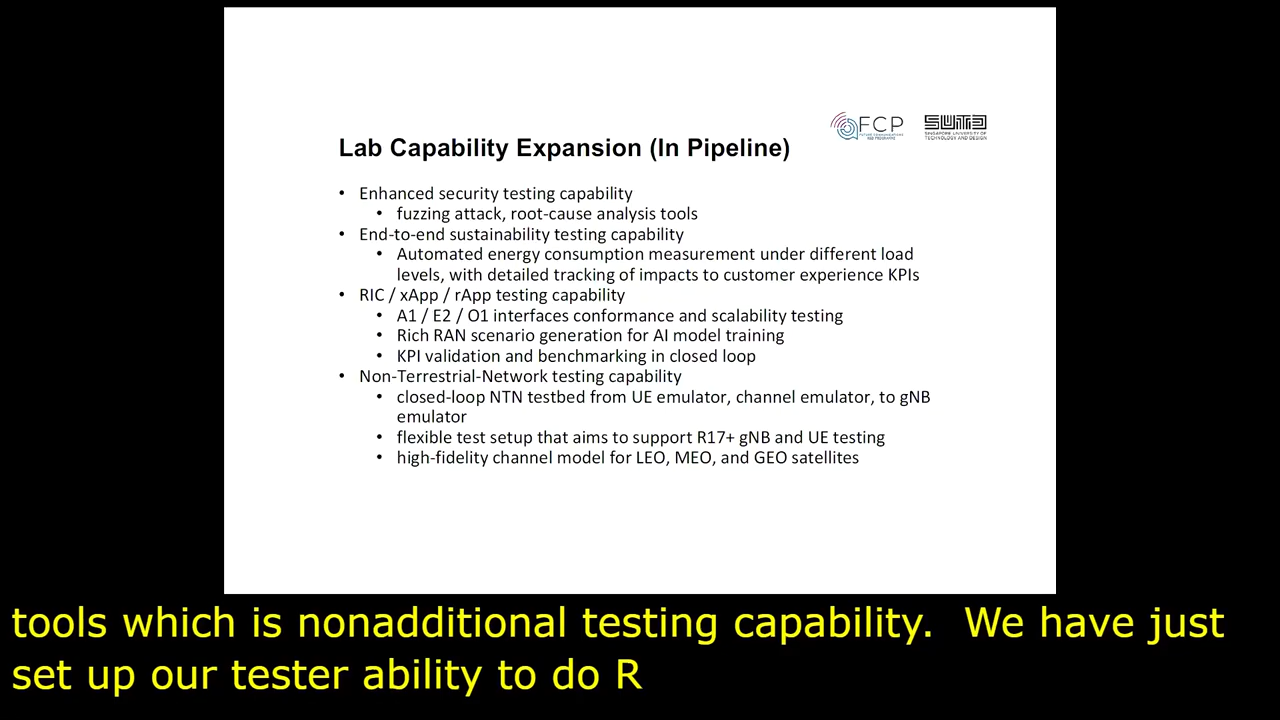 FCP
FUTURE COMMUNICATIONS
R&D PROGRAMME
SUTD
SINGAPORE UNIVERSITY OF
TECHNOLOGY AND DESIGN
Lab Capability Expansion (In Pipeline)
• Enhanced security testing capability
• fuzzing attack, root-cause analysis tools
• End-to-end sustainability testing capability
• Automated energy consumption measurement under different load
levels, with detailed tracking of impacts to customer experience KPIs
• RIC / xApp / rApp testing capability
• A1 / E2 / O1 interfaces conformance and scalability testing
• Rich RAN scenario generation for AI model training
• KPI validation and benchmarking in closed loop
• Non-Terrestrial-Network testing capability
• closed-loop NTN testbed from UE emulator, channel emulator, to gNB
emulator
• flexible test setup that aims to support R17+ gNB and UE testing
• high-fidelity channel model for LEO, MEO, and GEO satellites
tools which is nonadditional testing capability.  We have just
set up our tester ability to do R